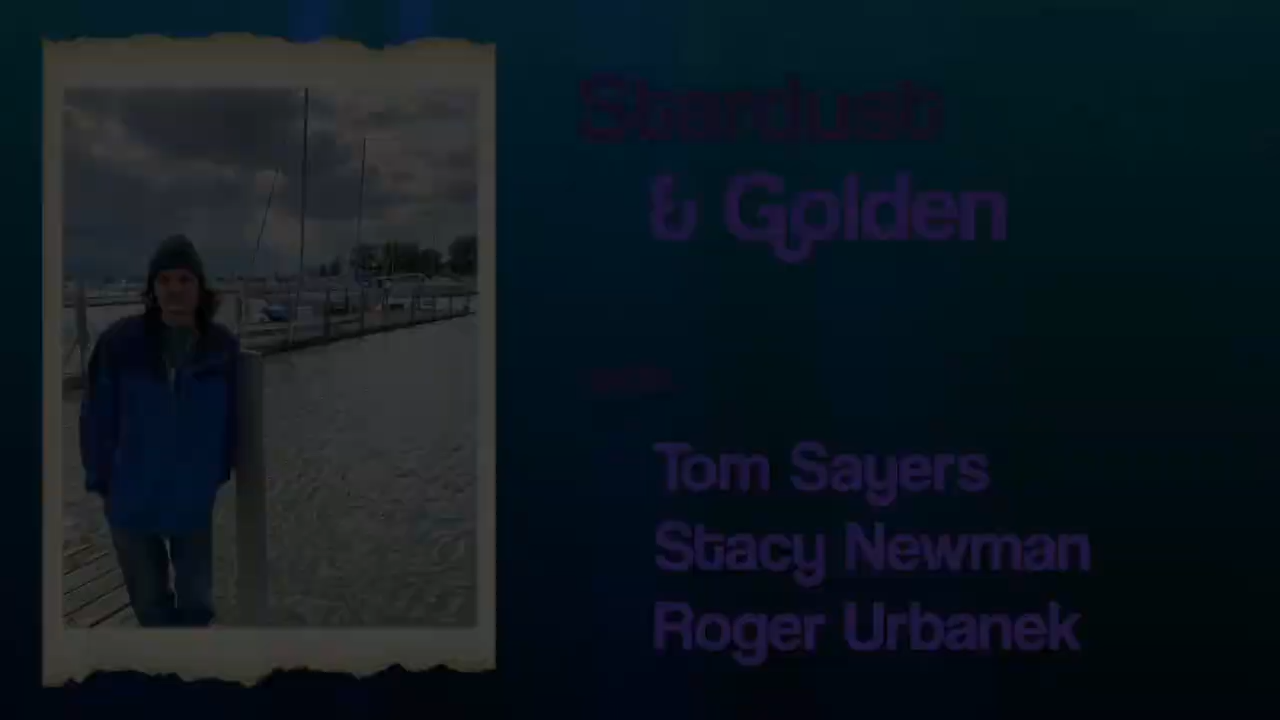 Stardust
& Golden
Tom Sayers
Stacy Newman
Roger Urbanek